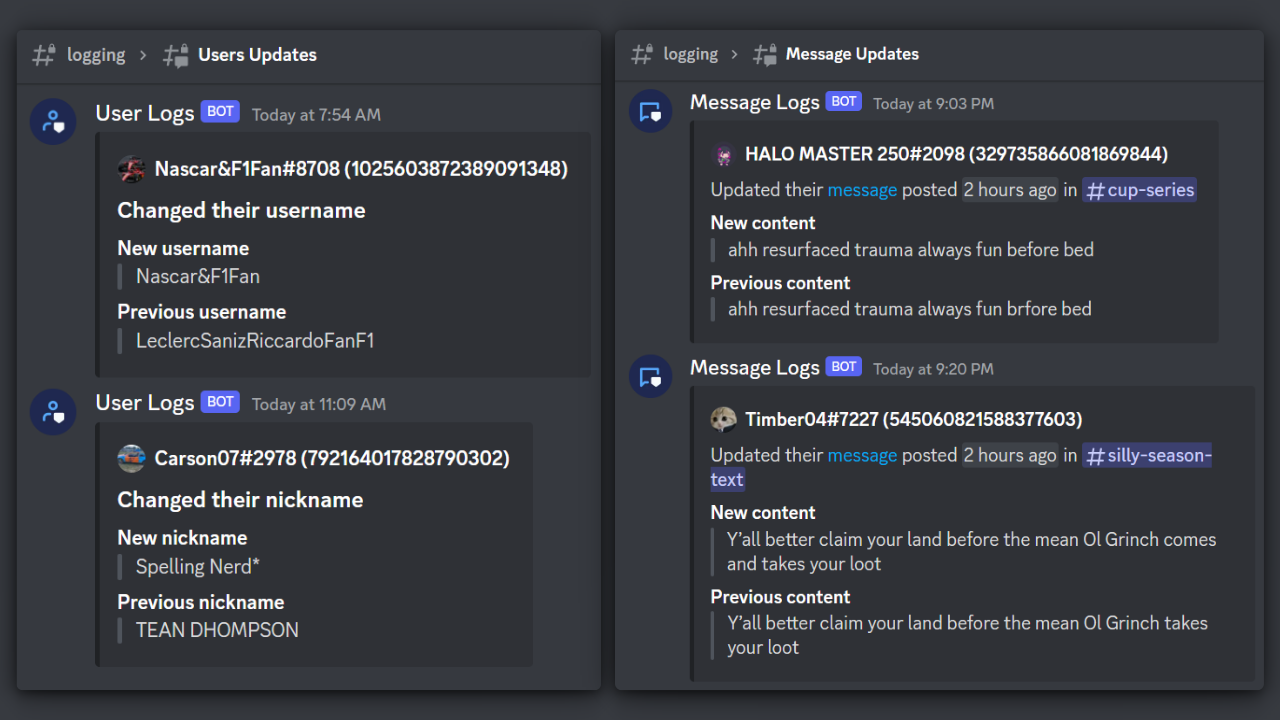 logging > Users Updates
User Logs BOT Today at 7:54 AM
Nascar&F1Fan#8708 (1025603872389091348)
Changed their username
New username
Nascar&F1Fan
Previous username
LeclercSanizRiccardoFanF1
User Logs BOT Today at 11:09 AM
Carson07#2978 (792164017828790302)
Changed their nickname
New nickname
Spelling Nerd*
Previous nickname
TEAN DHOMPSON
logging > Message Updates
Message Logs BOT Today at 9:03 PM
HALO MASTER 250#2098 (329735866081869844)
Updated their message posted 2 hours ago in #cup-series
New content
ahh resurfaced trauma always fun before bed
Previous content
ahh resurfaced trauma always fun brfore bed
Message Logs BOT Today at 9:20 PM
Timber04#7227 (545060821588377603)
Updated their message posted 2 hours ago in #silly-season-
text
New content
Y'all better claim your land before the mean Ol Grinch comes
and takes your loot
Previous content
Y'all better claim your land before the mean Ol Grinch takes
your loot